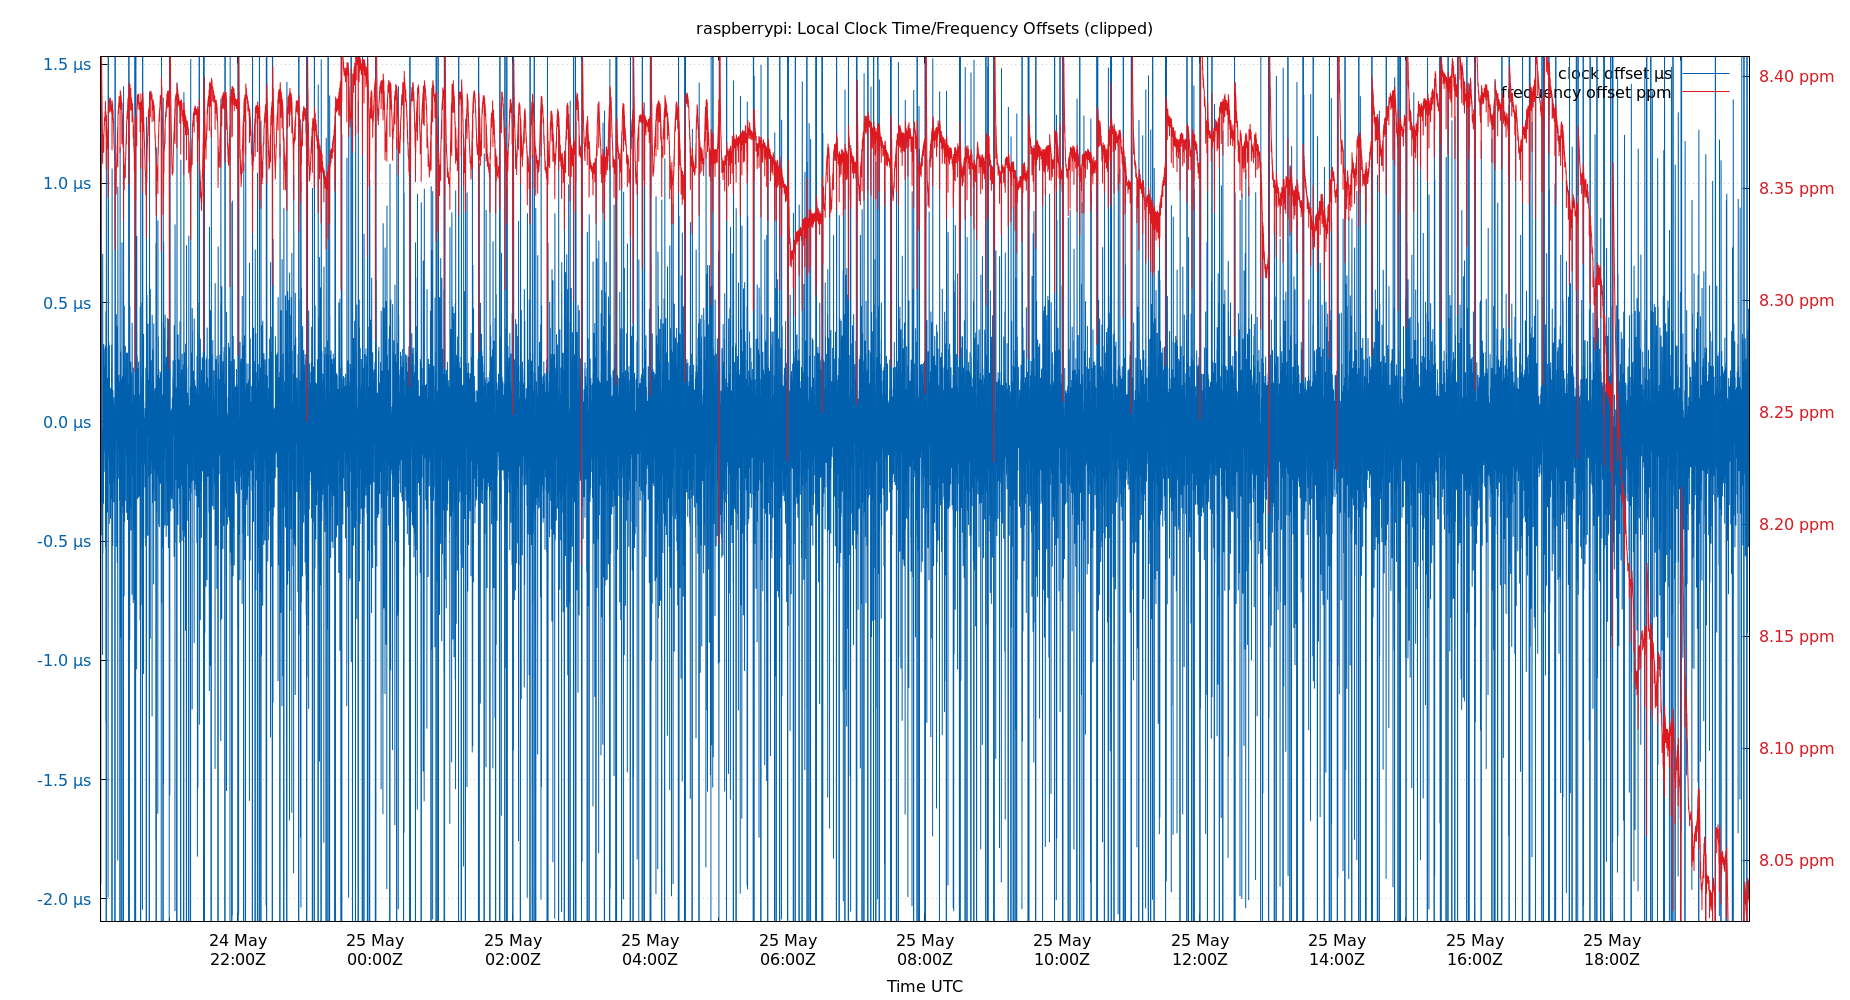 raspberrypi: Local Clock Time/Frequency Offsets (clipped)
clock offset µs
frequency offset ppm
1.5 µs
1.0 µs
0.5 µs
0.0 µs
-0.5 µs
-1.0 µs
-1.5 µs
-2.0 µs
8.40 ppm
8.35 ppm
8.30 ppm
8.25 ppm
8.20 ppm
8.15 ppm
8.10 ppm
8.05 ppm
24 May 25 May 25 May 25 May 25 May 25 May 25 May 25 May 25 May 25 May 25 May
22:00Z 00:00Z 02:00Z 04:00Z 06:00Z 08:00Z 10:00Z 12:00Z 14:00Z 16:00Z 18:00Z
Time UTC